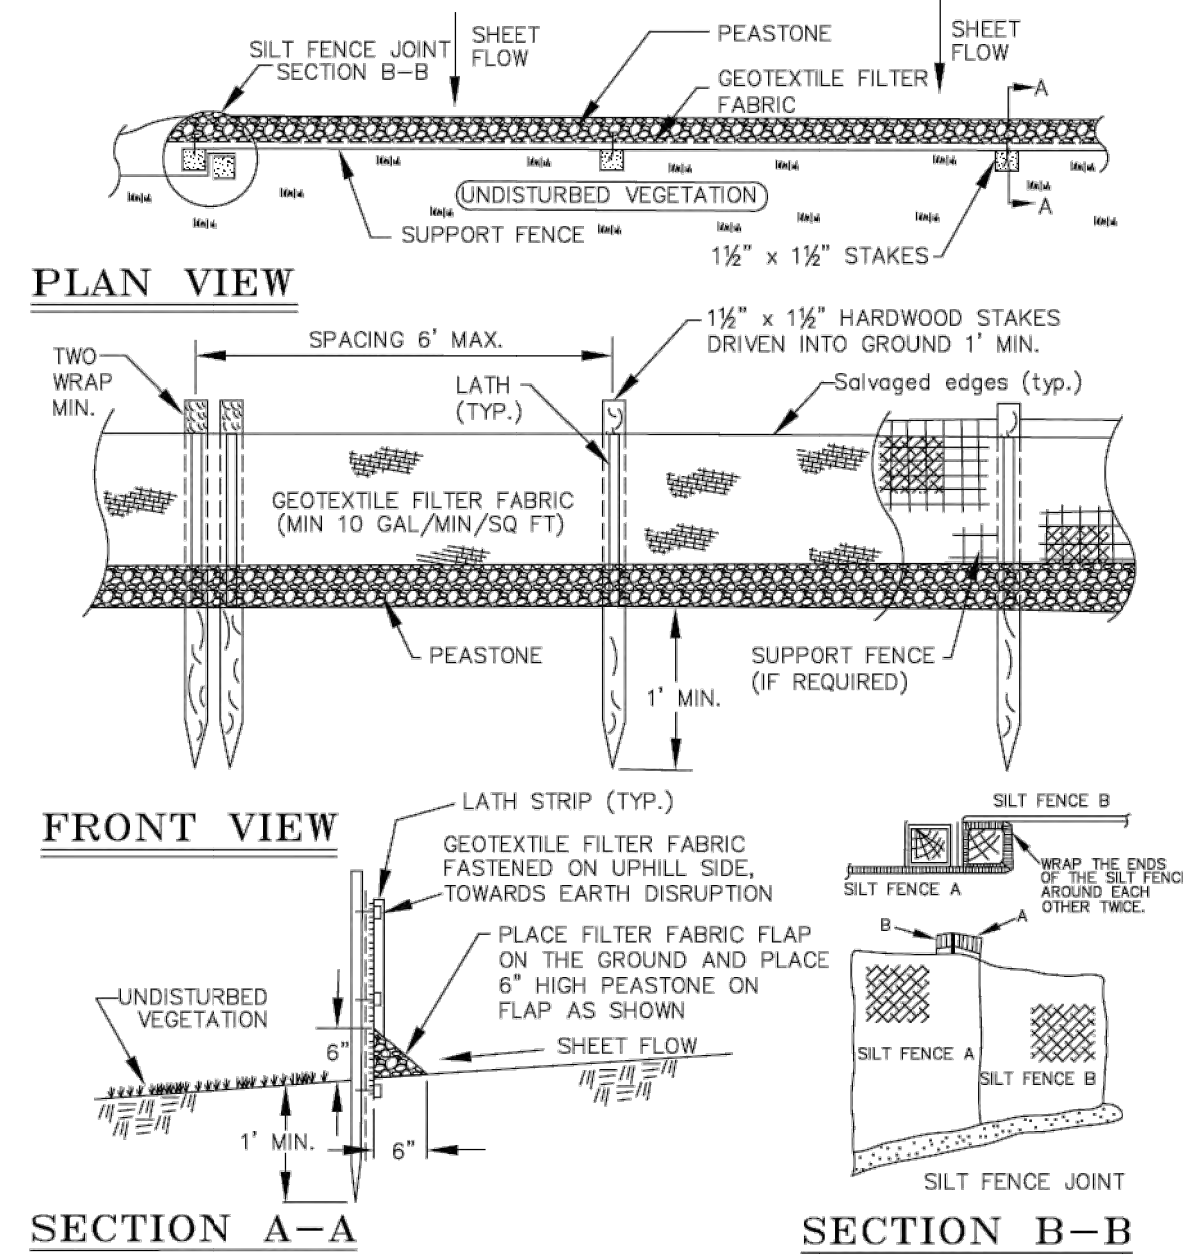 SILT FENCE JOINT
SECTION B-B
SHEET
FLOW
PEASTONE
GEOTEXTILE FILTER
FABRIC
SHEET
FLOW
A
UNDISTURBED VEGETATION
A
SUPPORT FENCE
1½" x 1½" STAKES
PLAN VIEW
TWO
WRAP
MIN.
SPACING 6' MAX.
LATH
(TYP.)
1½" x 1½" HARDWOOD STAKES
DRIVEN INTO GROUND 1' MIN.
Salvaged edges (typ.)
GEOTEXTILE FILTER FABRIC
(MIN 10 GAL/MIN/SQ FT)
PEASTONE
1' MIN.
SUPPORT FENCE
(IF REQUIRED)
FRONT VIEW
LATH STRIP (TYP.)
GEOTEXTILE FILTER FABRIC
FASTENED ON UPHILL SIDE,
TOWARDS EARTH DISRUPTION
PLACE FILTER FABRIC FLAP
ON THE GROUND AND PLACE
6" HIGH PEASTONE ON
FLAP AS SHOWN
UNDISTURBED
VEGETATION
6"
SHEET FLOW
1' MIN.
6"
SECTION A-A
SILT FENCE B
SILT FENCE A
WRAP THE ENDS
OF THE SILT FENC
AROUND EACH
OTHER TWICE.
B
A
SILT FENCE A
SILT FENCE B
SILT FENCE JOINT
SECTION B-B